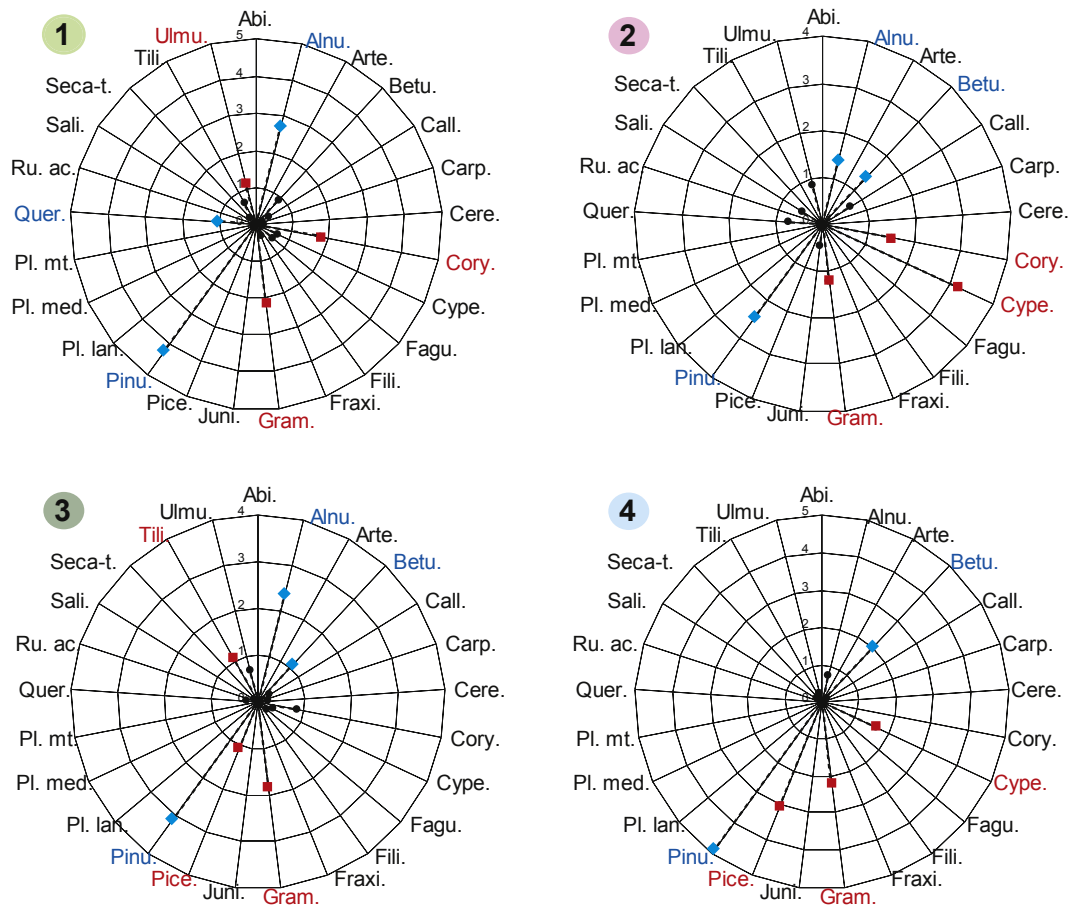 1
Abi.
Alnu.
Arte.
Betu.
Call.
Carp.
Cere.
Cory.
Cype.
Fagu.
Fili.
Fraxi.
Gram.
Juni.
Pice.
Pinu.
Pl. lan.
Pl. med.
Pl. mt.
Quer.
Ru. ac.
Sali.
Seca-t.
Tili.
Ulmu.
5
4
3
2
1
0
2
Abi.
Alnu.
Arte.
Betu.
Call.
Carp.
Cere.
Cory.
Cype.
Fagu.
Fili.
Fraxi.
Gram.
Juni.
Pice.
Pinu.
Pl. lan.
Pl. med.
Pl. mt.
Quer.
Ru. ac.
Sali.
Seca-t.
Tili.
Ulmu.
4
3
2
1
0
3
Abi.
Alnu.
Arte.
Betu.
Call.
Carp.
Cere.
Cory.
Cype.
Fagu.
Fili.
Fraxi.
Gram.
Juni.
Pice.
Pinu.
Pl. lan.
Pl. med.
Pl. mt.
Quer.
Ru. ac.
Sali.
Seca-t.
Tili.
Ulmu.
4
3
2
1
0
4
Abi.
Alnu.
Arte.
Betu.
Call.
Carp.
Cere.
Cory.
Cype.
Fagu.
Fili.
Fraxi.
Gram.
Juni.
Pice.
Pinu.
Pl. lan.
Pl. med.
Pl. mt.
Quer.
Ru. ac.
Sali.
Seca-t.
Tili.
Ulmu.
5
4
3
2
1
0